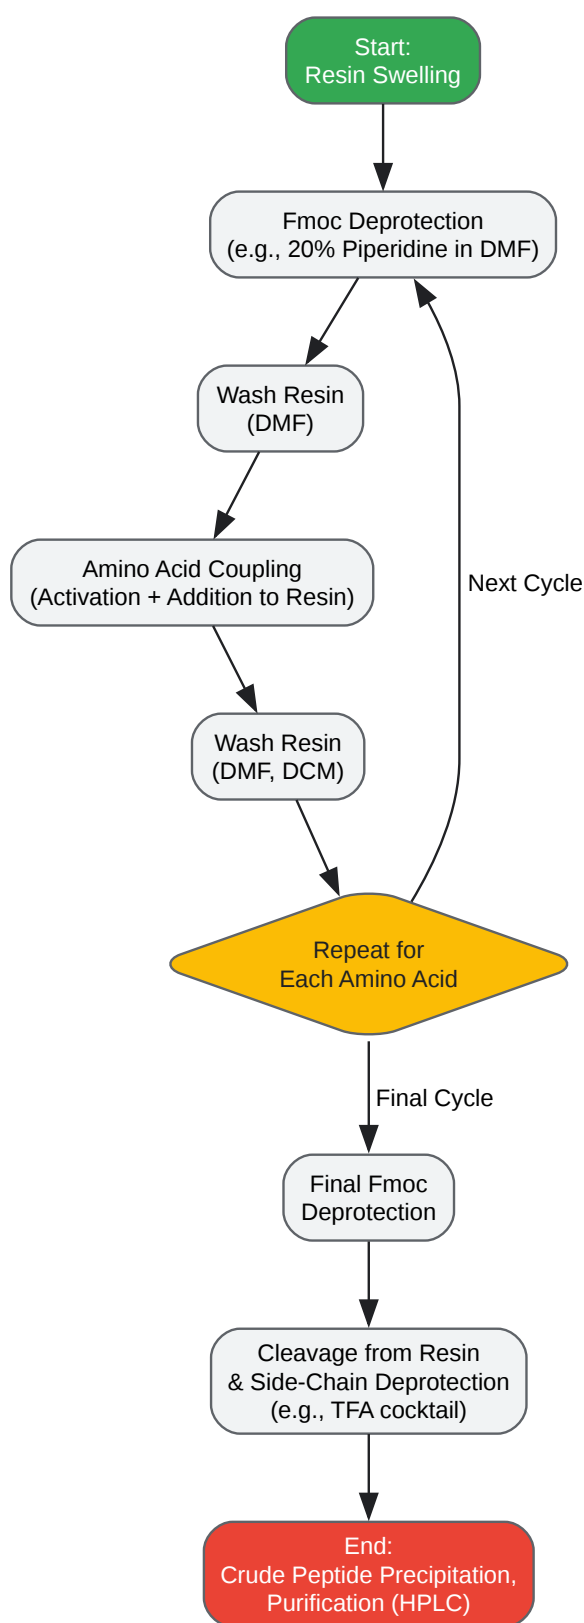 Start:
Resin Swelling
Fmoc Deprotection
(e.g., 20% Piperidine in DMF)
Wash Resin
(DMF)
Amino Acid Coupling
(Activation + Addition to Resin)
Next Cycle
Wash Resin
(DMF, DCM)
Repeat for
Each Amino Acid
Final Cycle
Final Fmoc
Deprotection
Cleavage from Resin
& Side-Chain Deprotection
(e.g., TFA cocktail)
End:
Crude Peptide Precipitation,
Purification (HPLC)